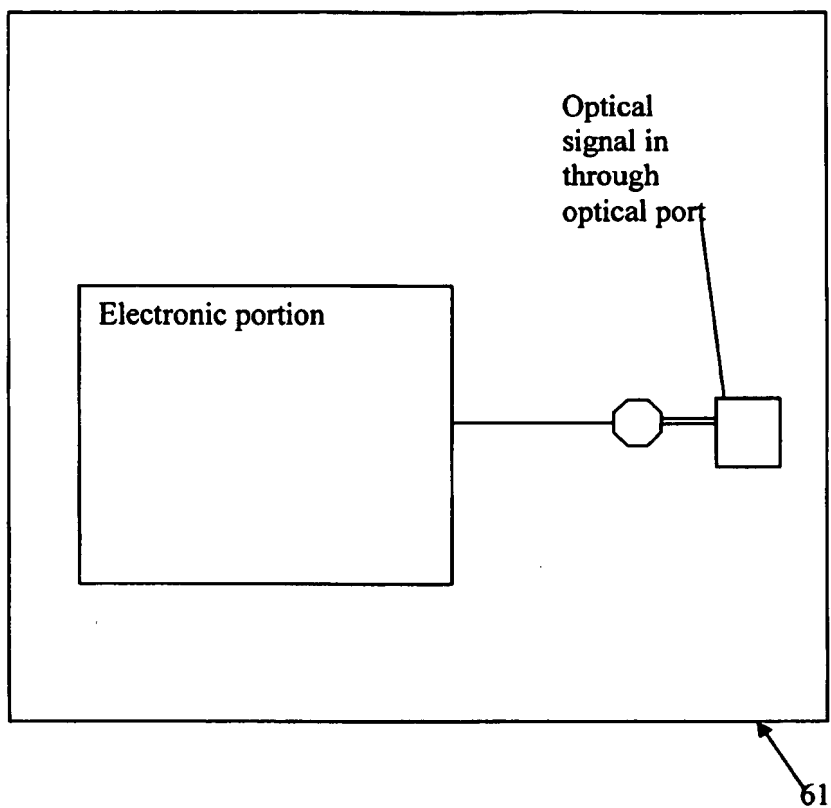 Optical
signal in
through
optical port
Electronic portion
61